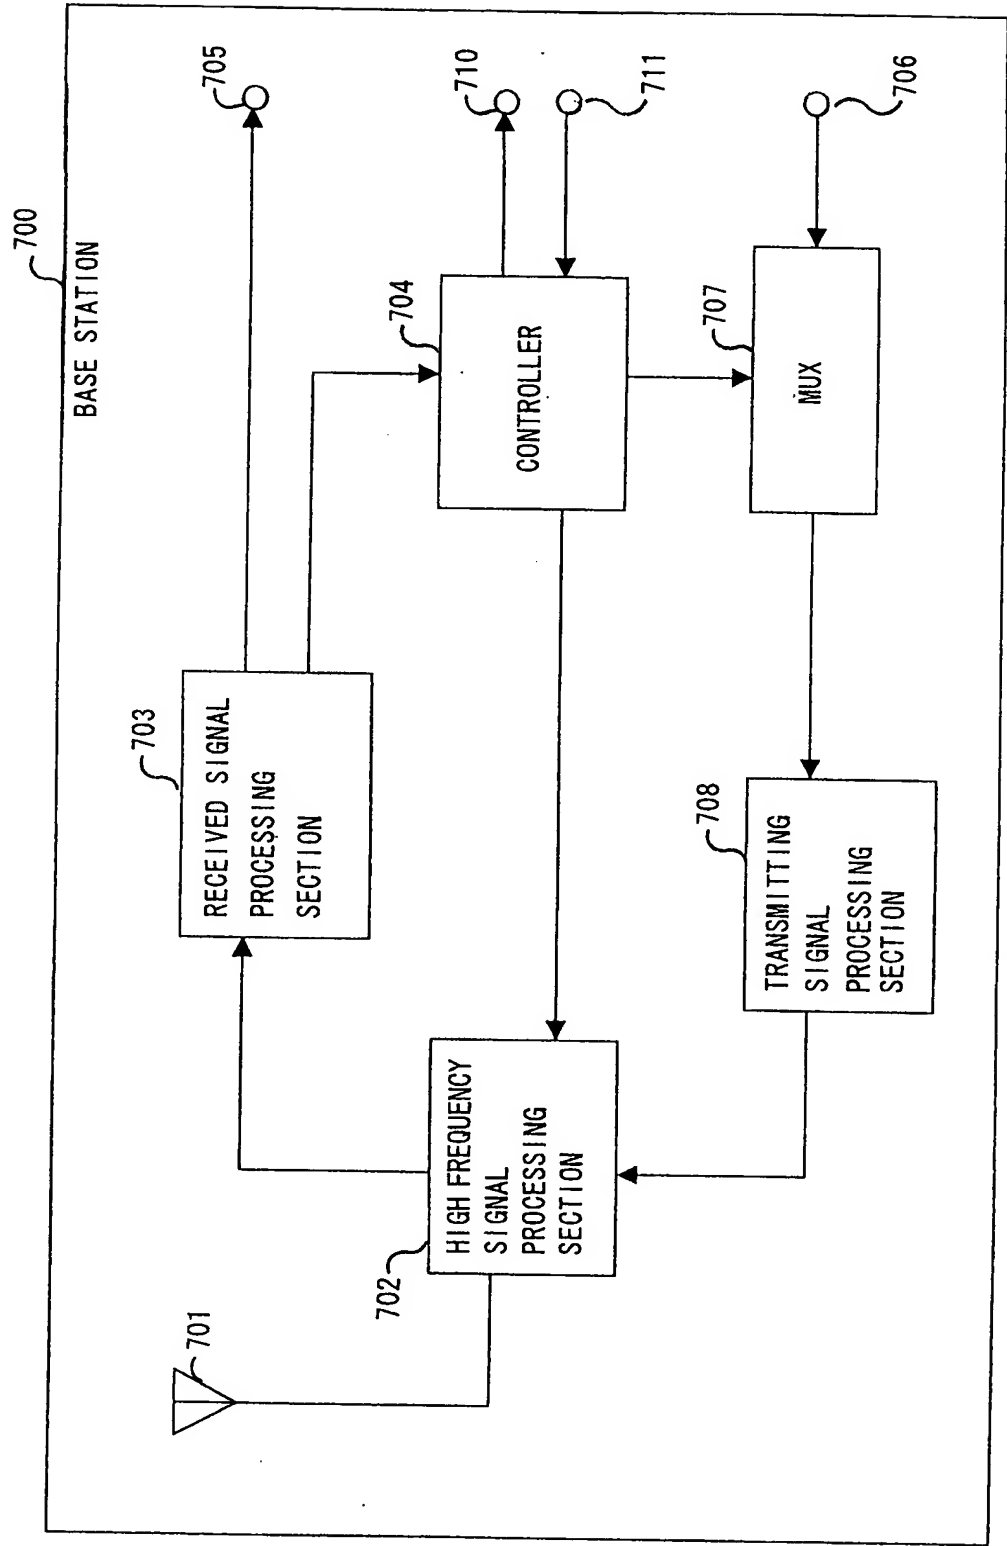 700
BASE STATION
701
702
HIGH FREQUENCY
SIGNAL
PROCESSING
SECTION
703
RECEIVED SIGNAL
PROCESSING
SECTION
704
CONTROLLER
705
710
711
706
707
MUX
708
TRANSMITTING
SIGNAL
PROCESSING
SECTION